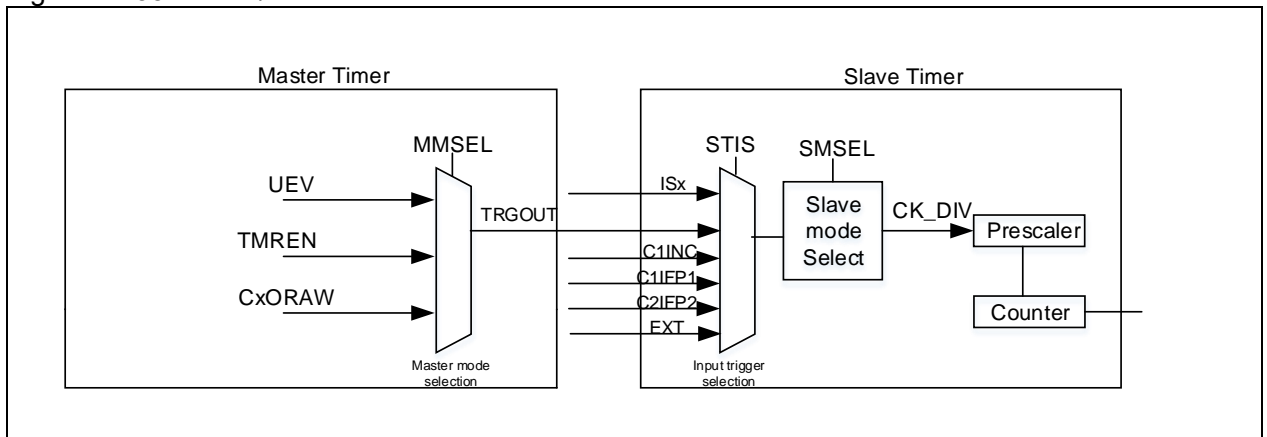 Master Timer
Slave Timer
MMSEL
STIS
SMSEL
UEV
TMREN
CxORAW
TRGOUT
ISx
C1INC
C1IFP1
C2IFP2
EXT
Slave
mode
Select
CK_DIV
Prescaler
Counter
Master mode
selection
Input trigger
selection